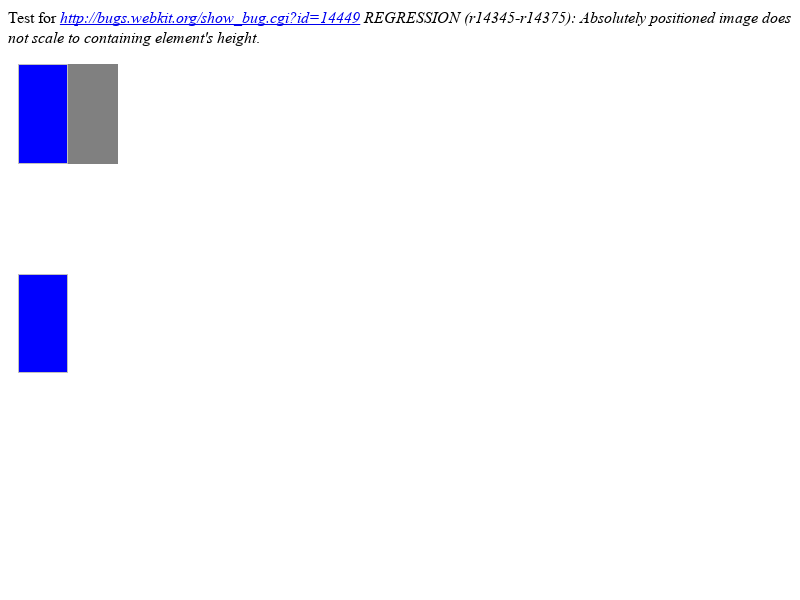 Test for http://bugs.webkit.org/show_bug.cgi?id=14449 REGRESSION (r14345-r14375): Absolutely positioned image does
not scale to containing element's height.